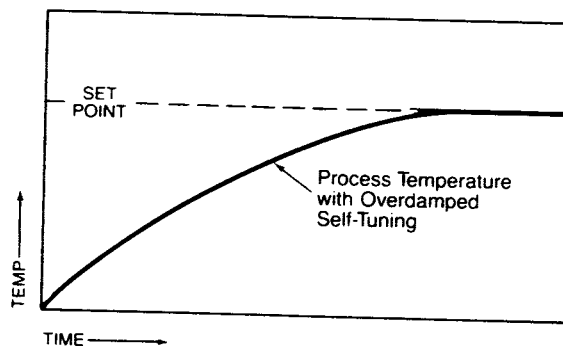 SET
POINT
Process Temperature
with Overdamped
Self-Tuning
TEMP
TIME